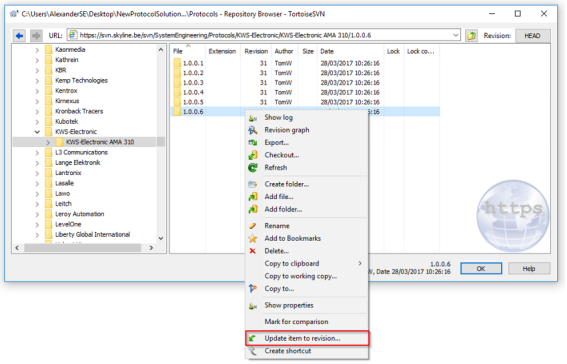 C:\Users\AlexanderSE\Desktop\NewProtocolSolution...\Protocols - Repository Browser - TortoiseSVN
URL: https://svn.skyline.be/svn/SystemEngineering/Protocols/KWS-Electronic/KWS-Electronic AMA 310/1.0.0.6 Revision: HEAD
Kaonmedia
Kathrein
KBR
Kemp Technologies
Kentrox
Kirnexus
Kronback Tracers
Kubotek
KWS-Electronic
KWS-Electronic AMA 310
L3 Communications
Lange Elektronik
Lantronix
Lasalle
Lawo
Leitch
Leroy Automation
LevelOne
Liberty Global International
File Extension Revision Author Size Date Lock Lock co...
1.0.0.1 31 TomW 28/03/2017 10:26:16
1.0.0.2 31 TomW 28/03/2017 10:26:16
1.0.0.3 31 TomW 28/03/2017 10:26:16
1.0.0.4 31 TomW 28/03/2017 10:26:16
1.0.0.5 31 TomW 28/03/2017 10:26:16
1.0.0.6 31 TomW 28/03/2017 10:26:16
Show log
Revision graph
Export...
Checkout...
Refresh
Create folder...
Add file...
Add folder...
Rename
Add to Bookmarks
Delete...
Copy to clipboard
Copy to working copy...
Copy to...
Show properties
Mark for comparison
Update item to revision...
Create shortcut
https
1.0.0.6
W, Date 28/03/2017 10:26:16
OK
Help